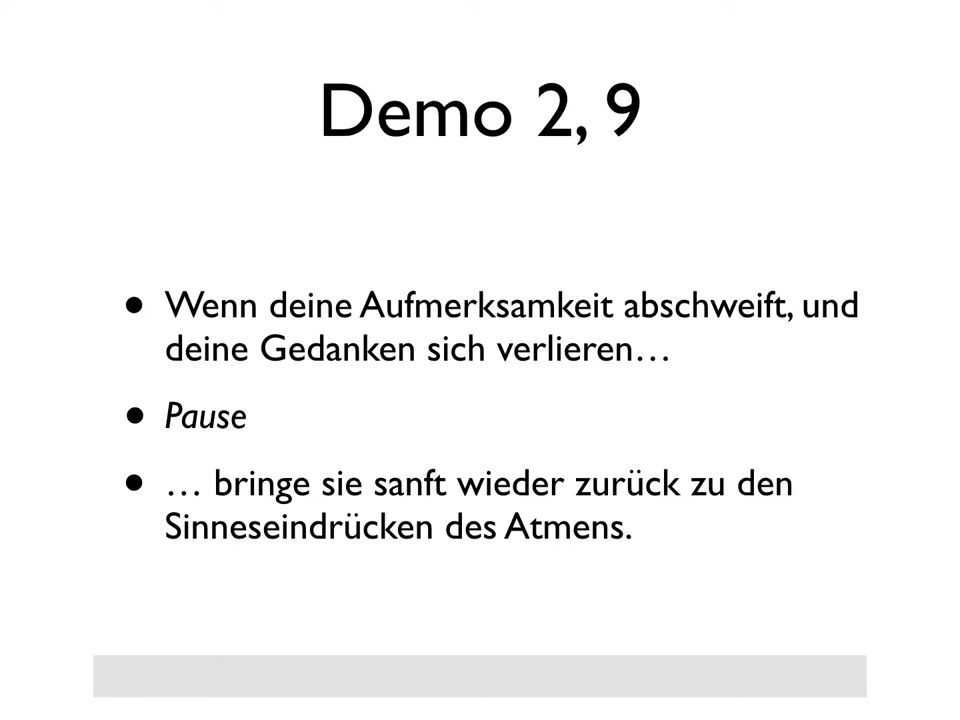 Demo 2, 9
• Wenn deine Aufmerksamkeit abschweift, und
deine Gedanken sich verlieren…
• Pause
• … bringe sie sanft wieder zurück zu den
Sinneseindrücken des Atmens.